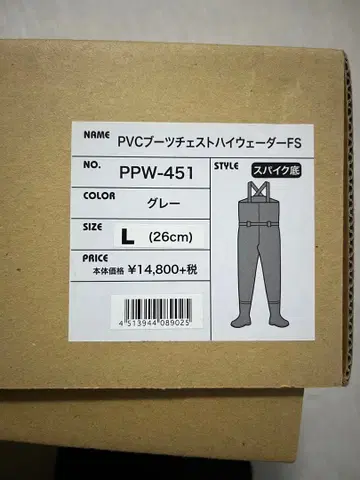 NAME PVCブーツチェストハイウェーダーFS
NO. PPW-451
STYLE スパイク底
COLOR グレー
SIZE L (26cm)
PRICE
本体価格 ¥14,800+税
4 513944 089025